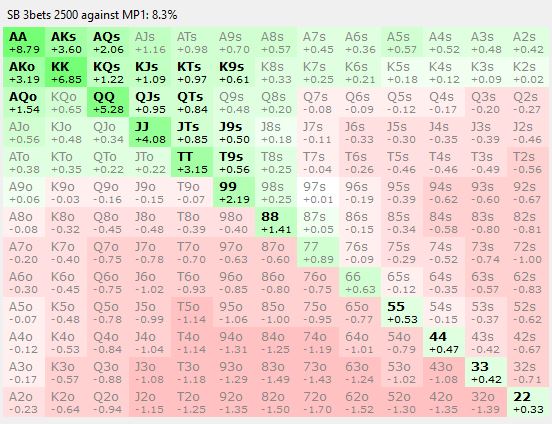 SB 3bets 2500 against MP1: 8.3%
AA AKs AQs AJs ATs A9s A8s A7s A6s A5s A4s A3s A2s
+8.79 +3.60 +2.06 +1.16 +0.98 +0.70 +0.57 +0.45 +0.36 +0.57 +0.52 +0.48 +0.42
AKo KK KQs KJs KTs K9s K8s K7s K6s K5s K4s K3s K2s
+3.19 +6.85 +1.22 +1.09 +0.97 +0.61 +0.33 +0.25 +0.21 +0.18 +0.12 +0.09 +0.02
AQo KQo QQ QJs QTs Q9s Q8s Q7s Q6s Q5s Q4s Q3s Q2s
+1.54 +0.65 +5.28 +0.95 +0.84 +0.48 +0.20 -0.08 -0.09 -0.12 -0.17 -0.20 -0.27
AJo KJo QJo JJ JTs J9s J8s J7s J6s J5s J4s J3s J2s
+0.56 +0.48 +0.34 +4.08 +0.85 +0.50 +0.18 -0.11 -0.33 -0.30 -0.35 -0.39 -0.46
ATo KTo QTo JTo TT T9s T8s T7s T6s T5s T4s T3s T2s
+0.38 +0.35 +0.22 +0.22 +3.15 +0.56 +0.25 -0.04 -0.26 -0.46 -0.46 -0.49 -0.56
A9o K9o Q9o J9o T9o 99 98s 97s 96s 95s 94s 93s 92s
+0.06 -0.03 -0.16 -0.15 -0.07 +2.19 +0.25 +0.01 -0.19 -0.39 -0.62 -0.60 -0.67
A8o K8o Q8o J8o T8o 98o 88 87s 86s 85s 84s 83s 82s
-0.08 -0.32 -0.45 -0.48 -0.39 -0.40 +1.41 +0.05 -0.15 -0.34 -0.58 -0.80 -0.81
A7o K7o Q7o J7o T7o 97o 87o 77 76s 75s 74s 73s 72s
-0.20 -0.40 -0.75 -0.78 -0.70 -0.63 -0.60 +0.89 -0.09 -0.29 -0.52 -0.74 -1.00
A6o K6o Q6o J6o T6o 96o 86o 76o 66 65s 64s 63s 62s
-0.30 -0.45 -0.75 -1.02 -0.93 -0.85 -0.80 -0.75 +0.63 -0.12 -0.35 -0.57 -0.83
A5o K5o Q5o J5o T5o 95o 85o 75o 65o 55 54s 53s 52s
-0.07 -0.48 -0.78 -0.99 -1.14 -1.06 -1.00 -0.95 -0.77 +0.53 -0.15 -0.37 -0.62
A4o K4o Q4o J4o T4o 94o 84o 74o 64o 54o 44 43s 42s
-0.12 -0.53 -0.84 -1.04 -1.14 -1.31 -1.25 -1.19 -1.01 -0.79 +0.47 -0.42 -0.67
A3o K3o Q3o J3o T3o 93o 83o 73o 63o 53o 43o 33 32s
-0.17 -0.57 -0.88 -1.08 -1.18 -1.29 -1.49 -1.43 -1.24 -1.02 -1.08 +0.42 -0.71
A2o K2o Q2o J2o T2o 92o 82o 72o 62o 52o 42o 32o 22
-0.23 -0.64 -0.94 -1.15 -1.25 -1.35 -1.50 -1.70 -1.52 -1.30 -1.35 -1.39 +0.33